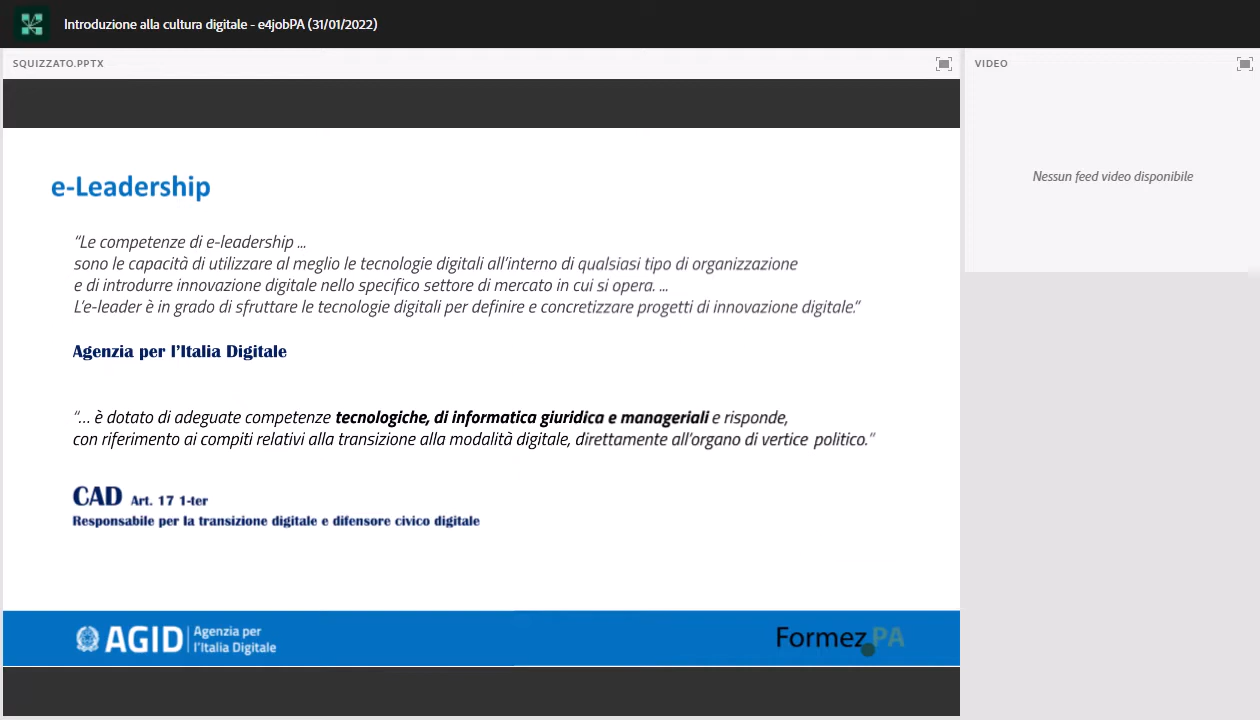 Introduzione alla cultura digitale - e4jobPA (31/01/2022)
SQUIZZATO.PPTX
VIDEO
Nessun feed video disponibile
e-Leadership
“Le competenze di e-leadership ...
sono le capacità di utilizzare al meglio le tecnologie digitali all’interno di qualsiasi tipo di organizzazione
e di introdurre innovazione digitale nello specifico settore di mercato in cui si opera. ...
L’e-leader è in grado di sfruttare le tecnologie digitali per definire e concretizzare progetti di innovazione digitale.“
Agenzia per l’Italia Digitale
“… è dotato di adeguate competenze tecnologiche, di informatica giuridica e manageriali e risponde,
con riferimento ai compiti relativi alla transizione alla modalità digitale, direttamente all’organo di vertice politico.”
CAD Art. 17 1-ter
Responsabile per la transizione digitale e difensore civico digitale
AGID Agenzia per
l’Italia Digitale
Formez PA